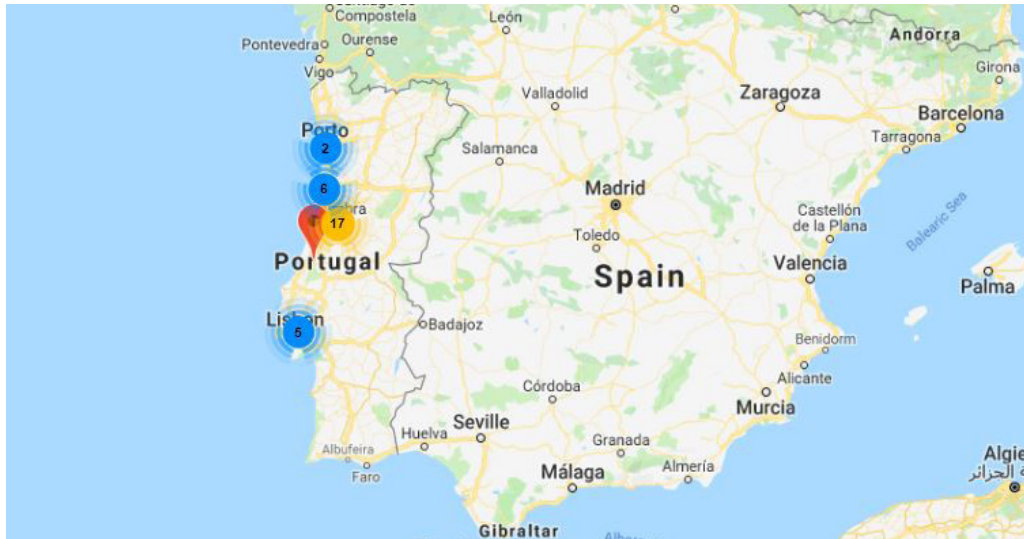 Compostela
León
Andorra
Pontevedra
Ourense
Girona
Vigo
Zaragoza
Valladolid
Barcelona
Porto
Tarragona
2
Salamanca
6
Madrid
Castellón
de la Plana
17
Balearic Sea
Toledo
Portugal
Spain
Valencia
Palma
Lisbon
5
Badajoz
Benidorm
Alicante
Córdoba
Murcia
Seville
Huelva
Granada
Albufeira
Faro
Málaga
Almería
Gibraltar